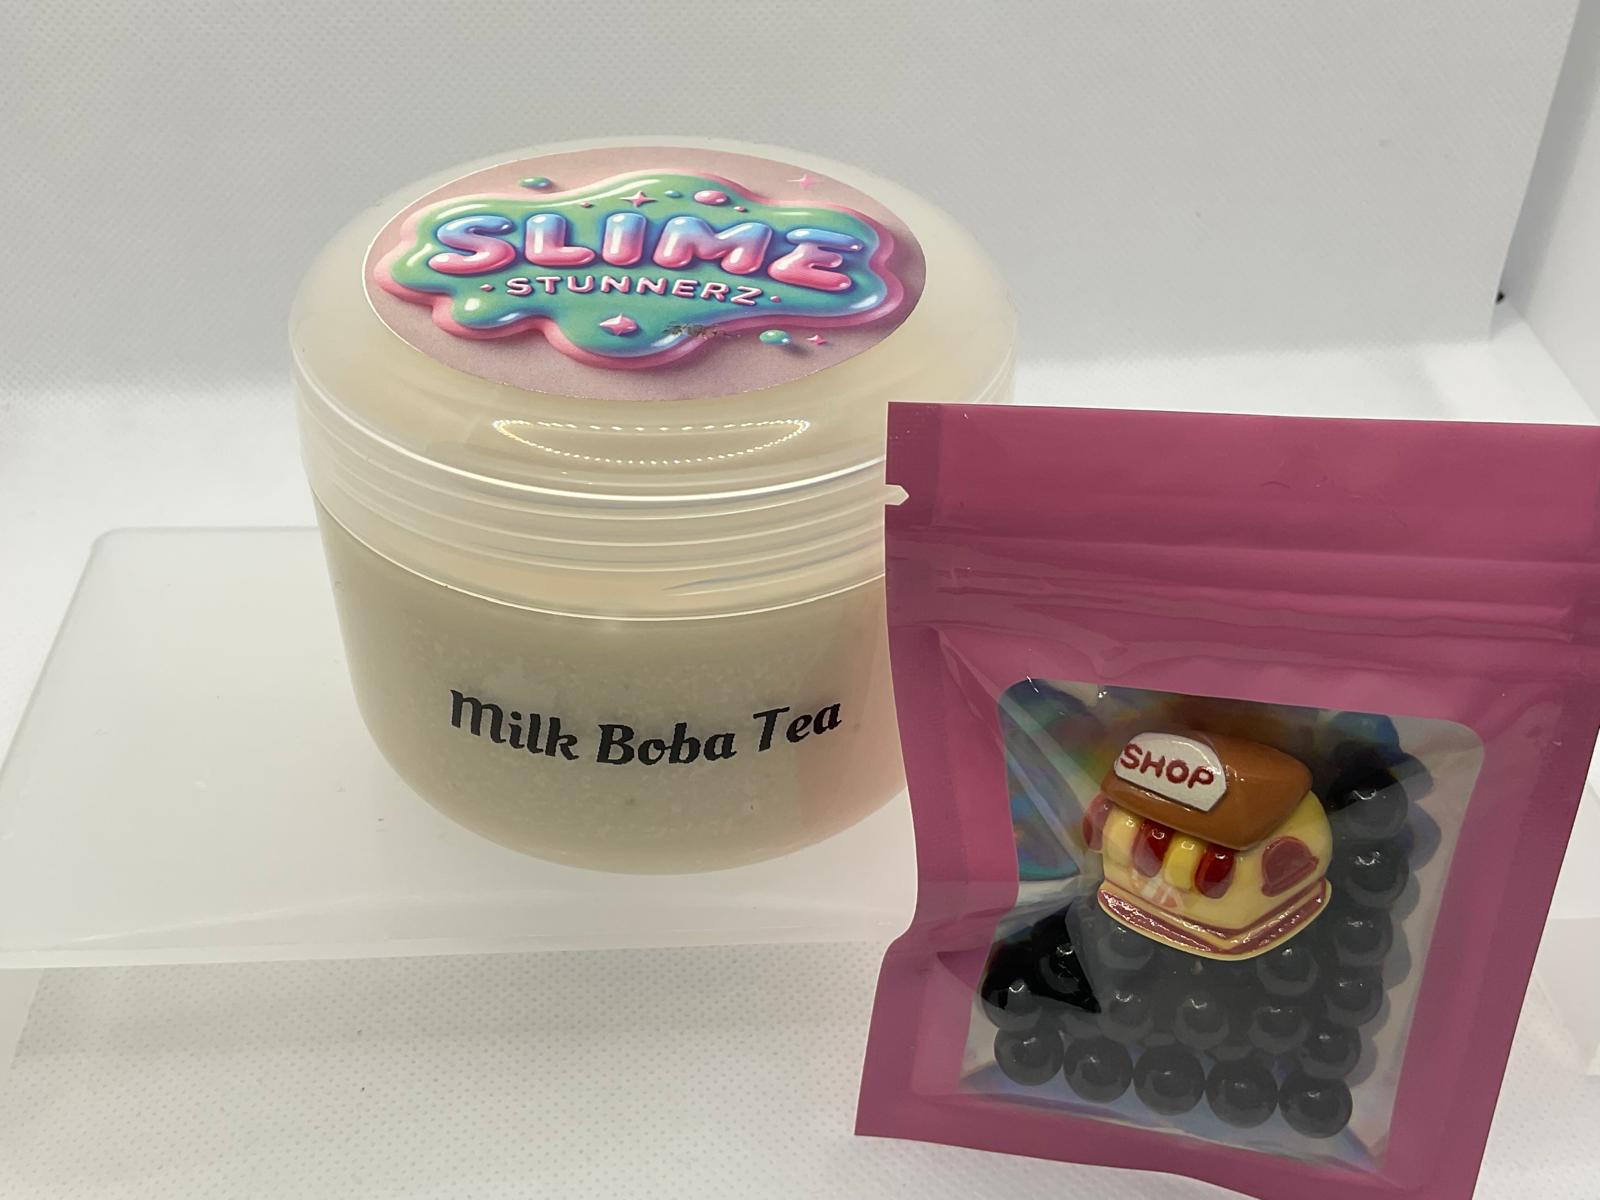 SLIME
• STUNNERZ •
Milk Boba Tea
SHOP